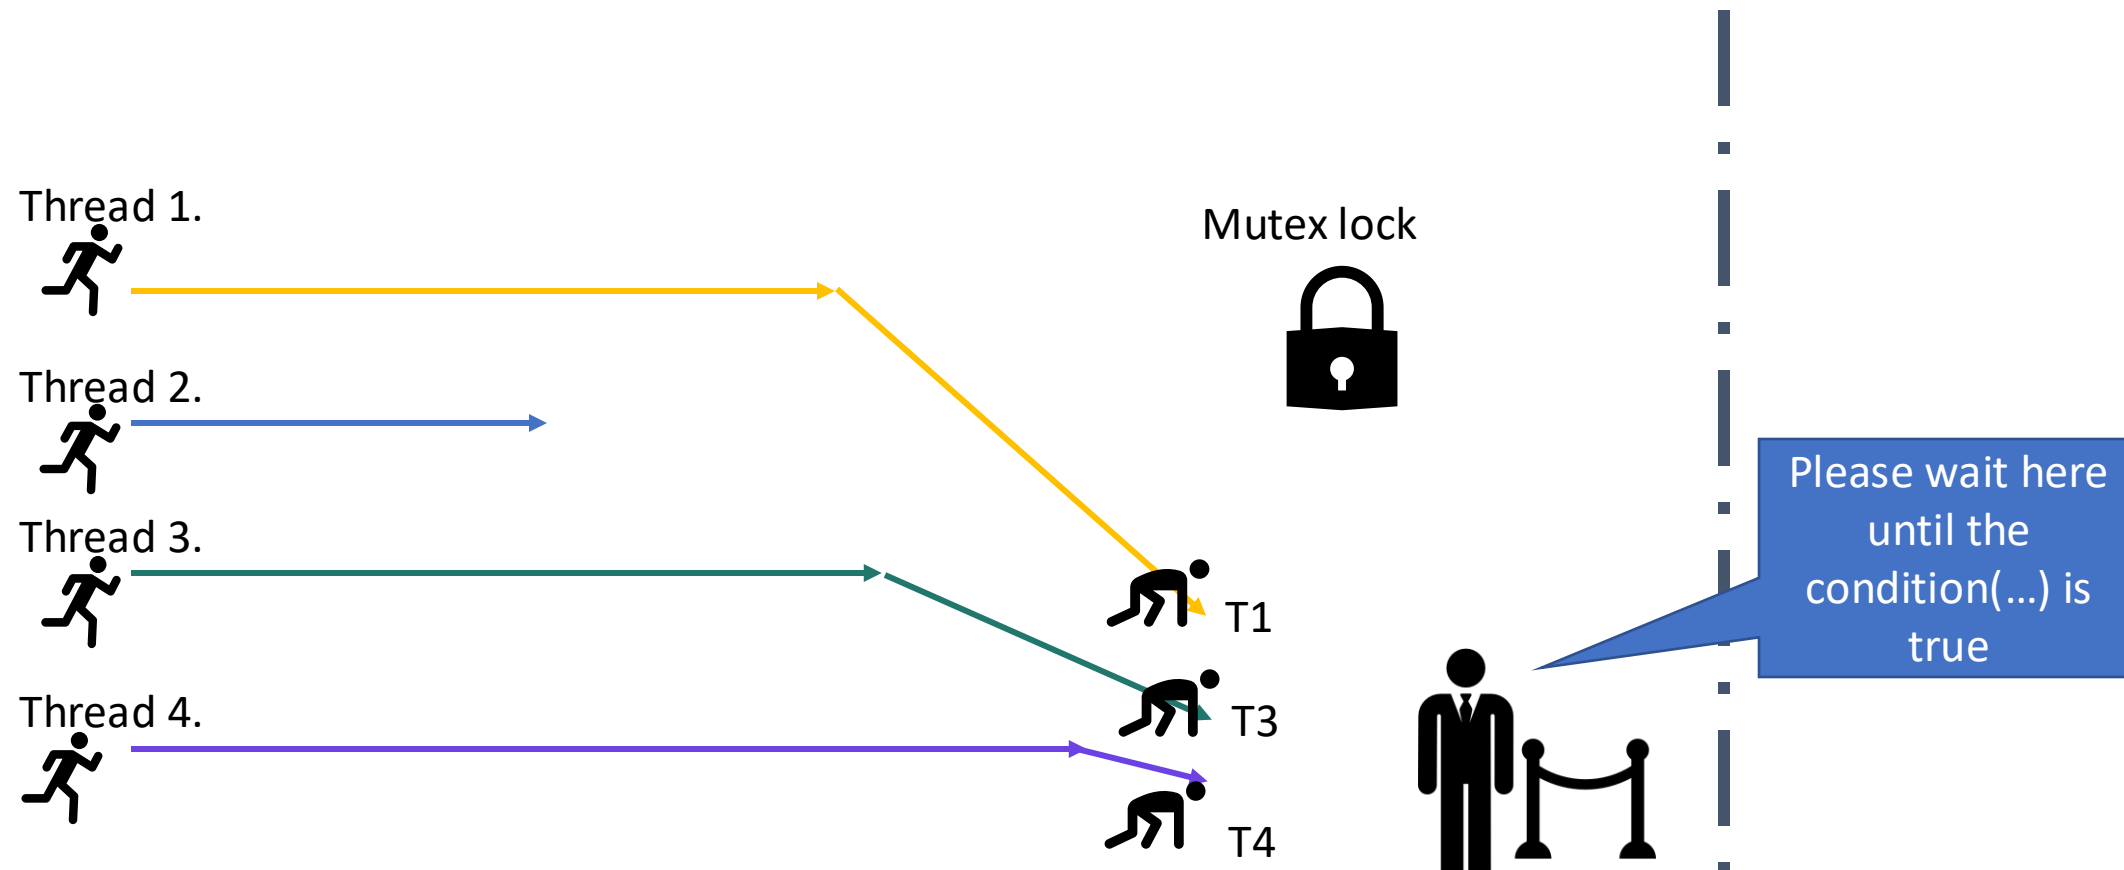 Thread 1.
Mutex lock
Thread 2.
Please wait here
until the
condition(...) is
true
Thread 3.
T1
Thread 4.
T3
T4